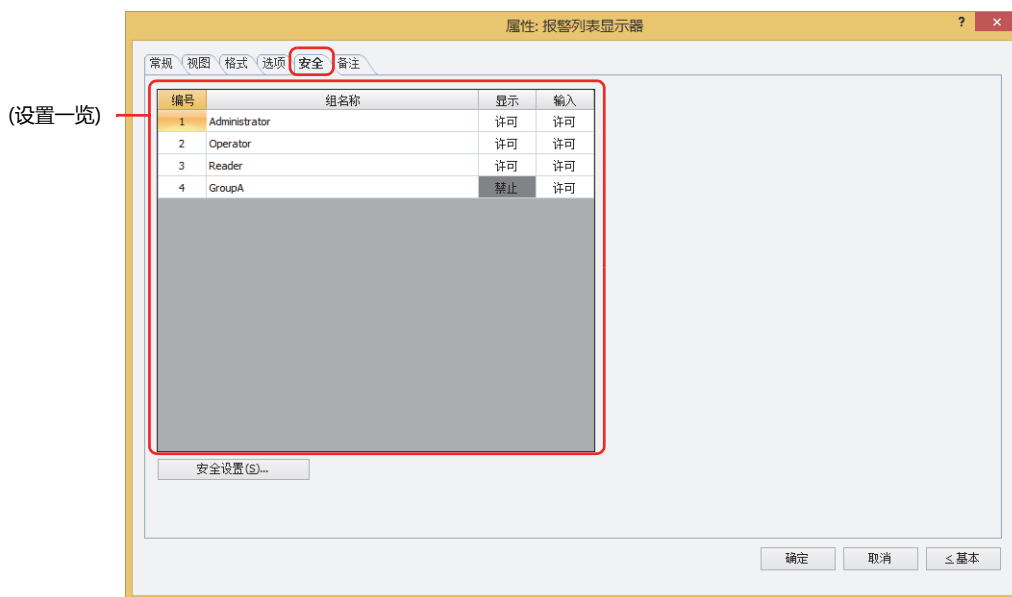 属性: 报警列表显示器
? ×
常规 视图 格式 选项 安全 备注
(设置一览)
编号 组名称 显示 输入
1 Administrator 许可 许可
2 Operator 许可 许可
3 Reader 许可 许可
4 GroupA 禁止 许可
安全设置(S)...
确定 取消 ≤基本